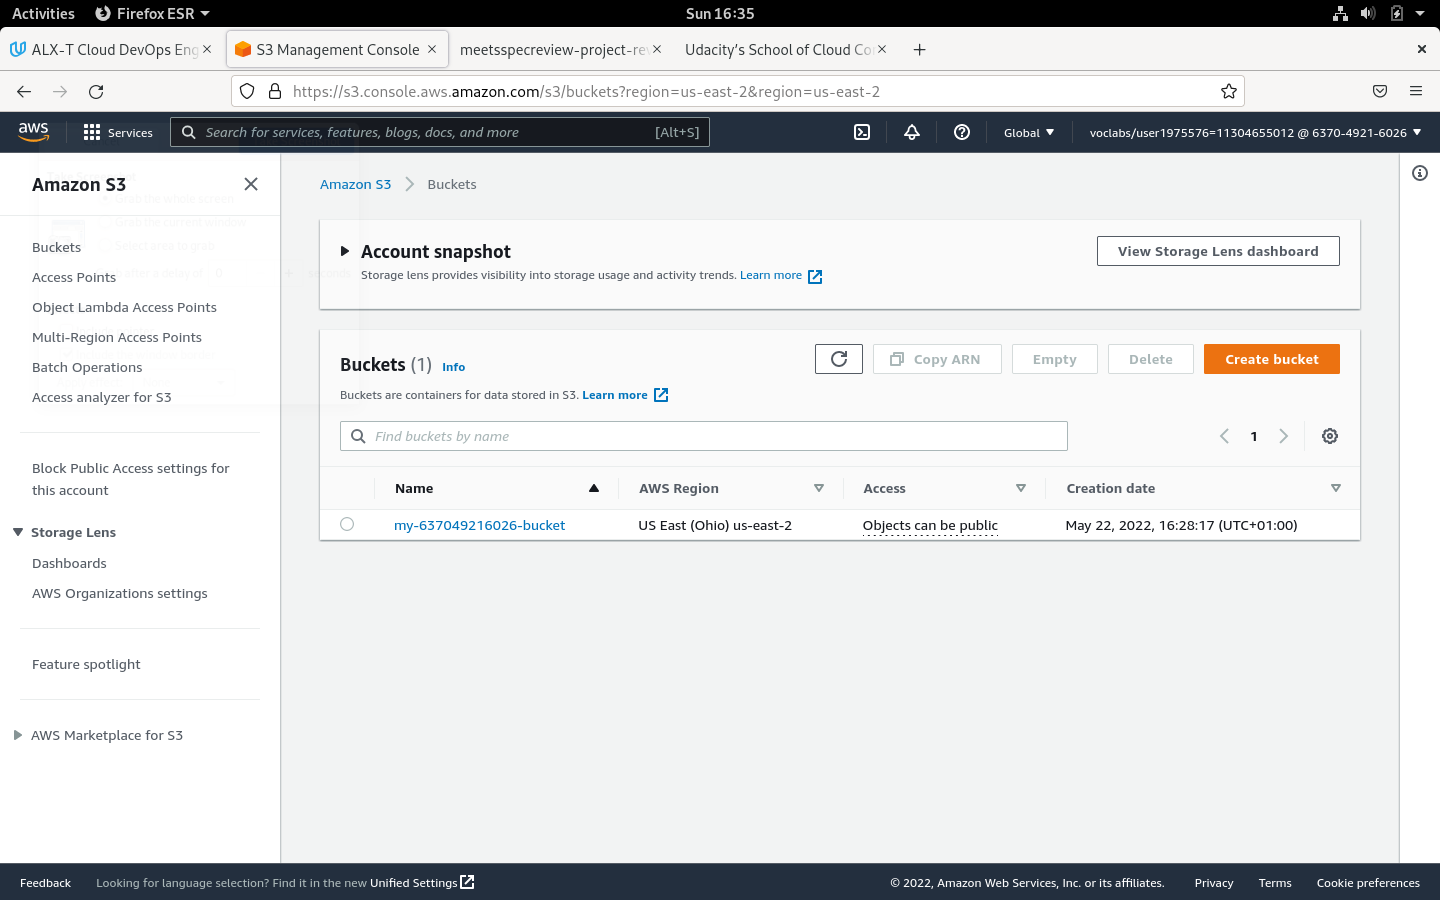 Activities Firefox ESR Sun 16:35
ALX-T Cloud DevOps Eng S3 Management Console meetsspecreview-project-re Udacity's School of Cloud Co
https://s3.console.aws.amazon.com/s3/buckets?region=us-east-2&region=us-east-2
aws Services Search for services, features, blogs, docs, and more [Alt+S] Global voclabs/user1975576=11304655012 @ 6370-4921-6026
Amazon S3
Buckets
Access Points
Object Lambda Access Points
Multi-Region Access Points
Batch Operations
Access analyzer for S3
Block Public Access settings for
this account
Storage Lens
Dashboards
AWS Organizations settings
Feature spotlight
AWS Marketplace for S3
Amazon S3 Buckets
Account snapshot
View Storage Lens dashboard
Storage lens provides visibility into storage usage and activity trends. Learn more
Buckets (1) Info
Copy ARN Empty Delete Create bucket
Buckets are containers for data stored in S3. Learn more
Find buckets by name
1
Name AWS Region Access Creation date
my-637049216026-bucket US East (Ohio) us-east-2 Objects can be public May 22, 2022, 16:28:17 (UTC+01:00)
Feedback Looking for language selection? Find it in the new Unified Settings © 2022, Amazon Web Services, Inc. or its affiliates. Privacy Terms Cookie preferences